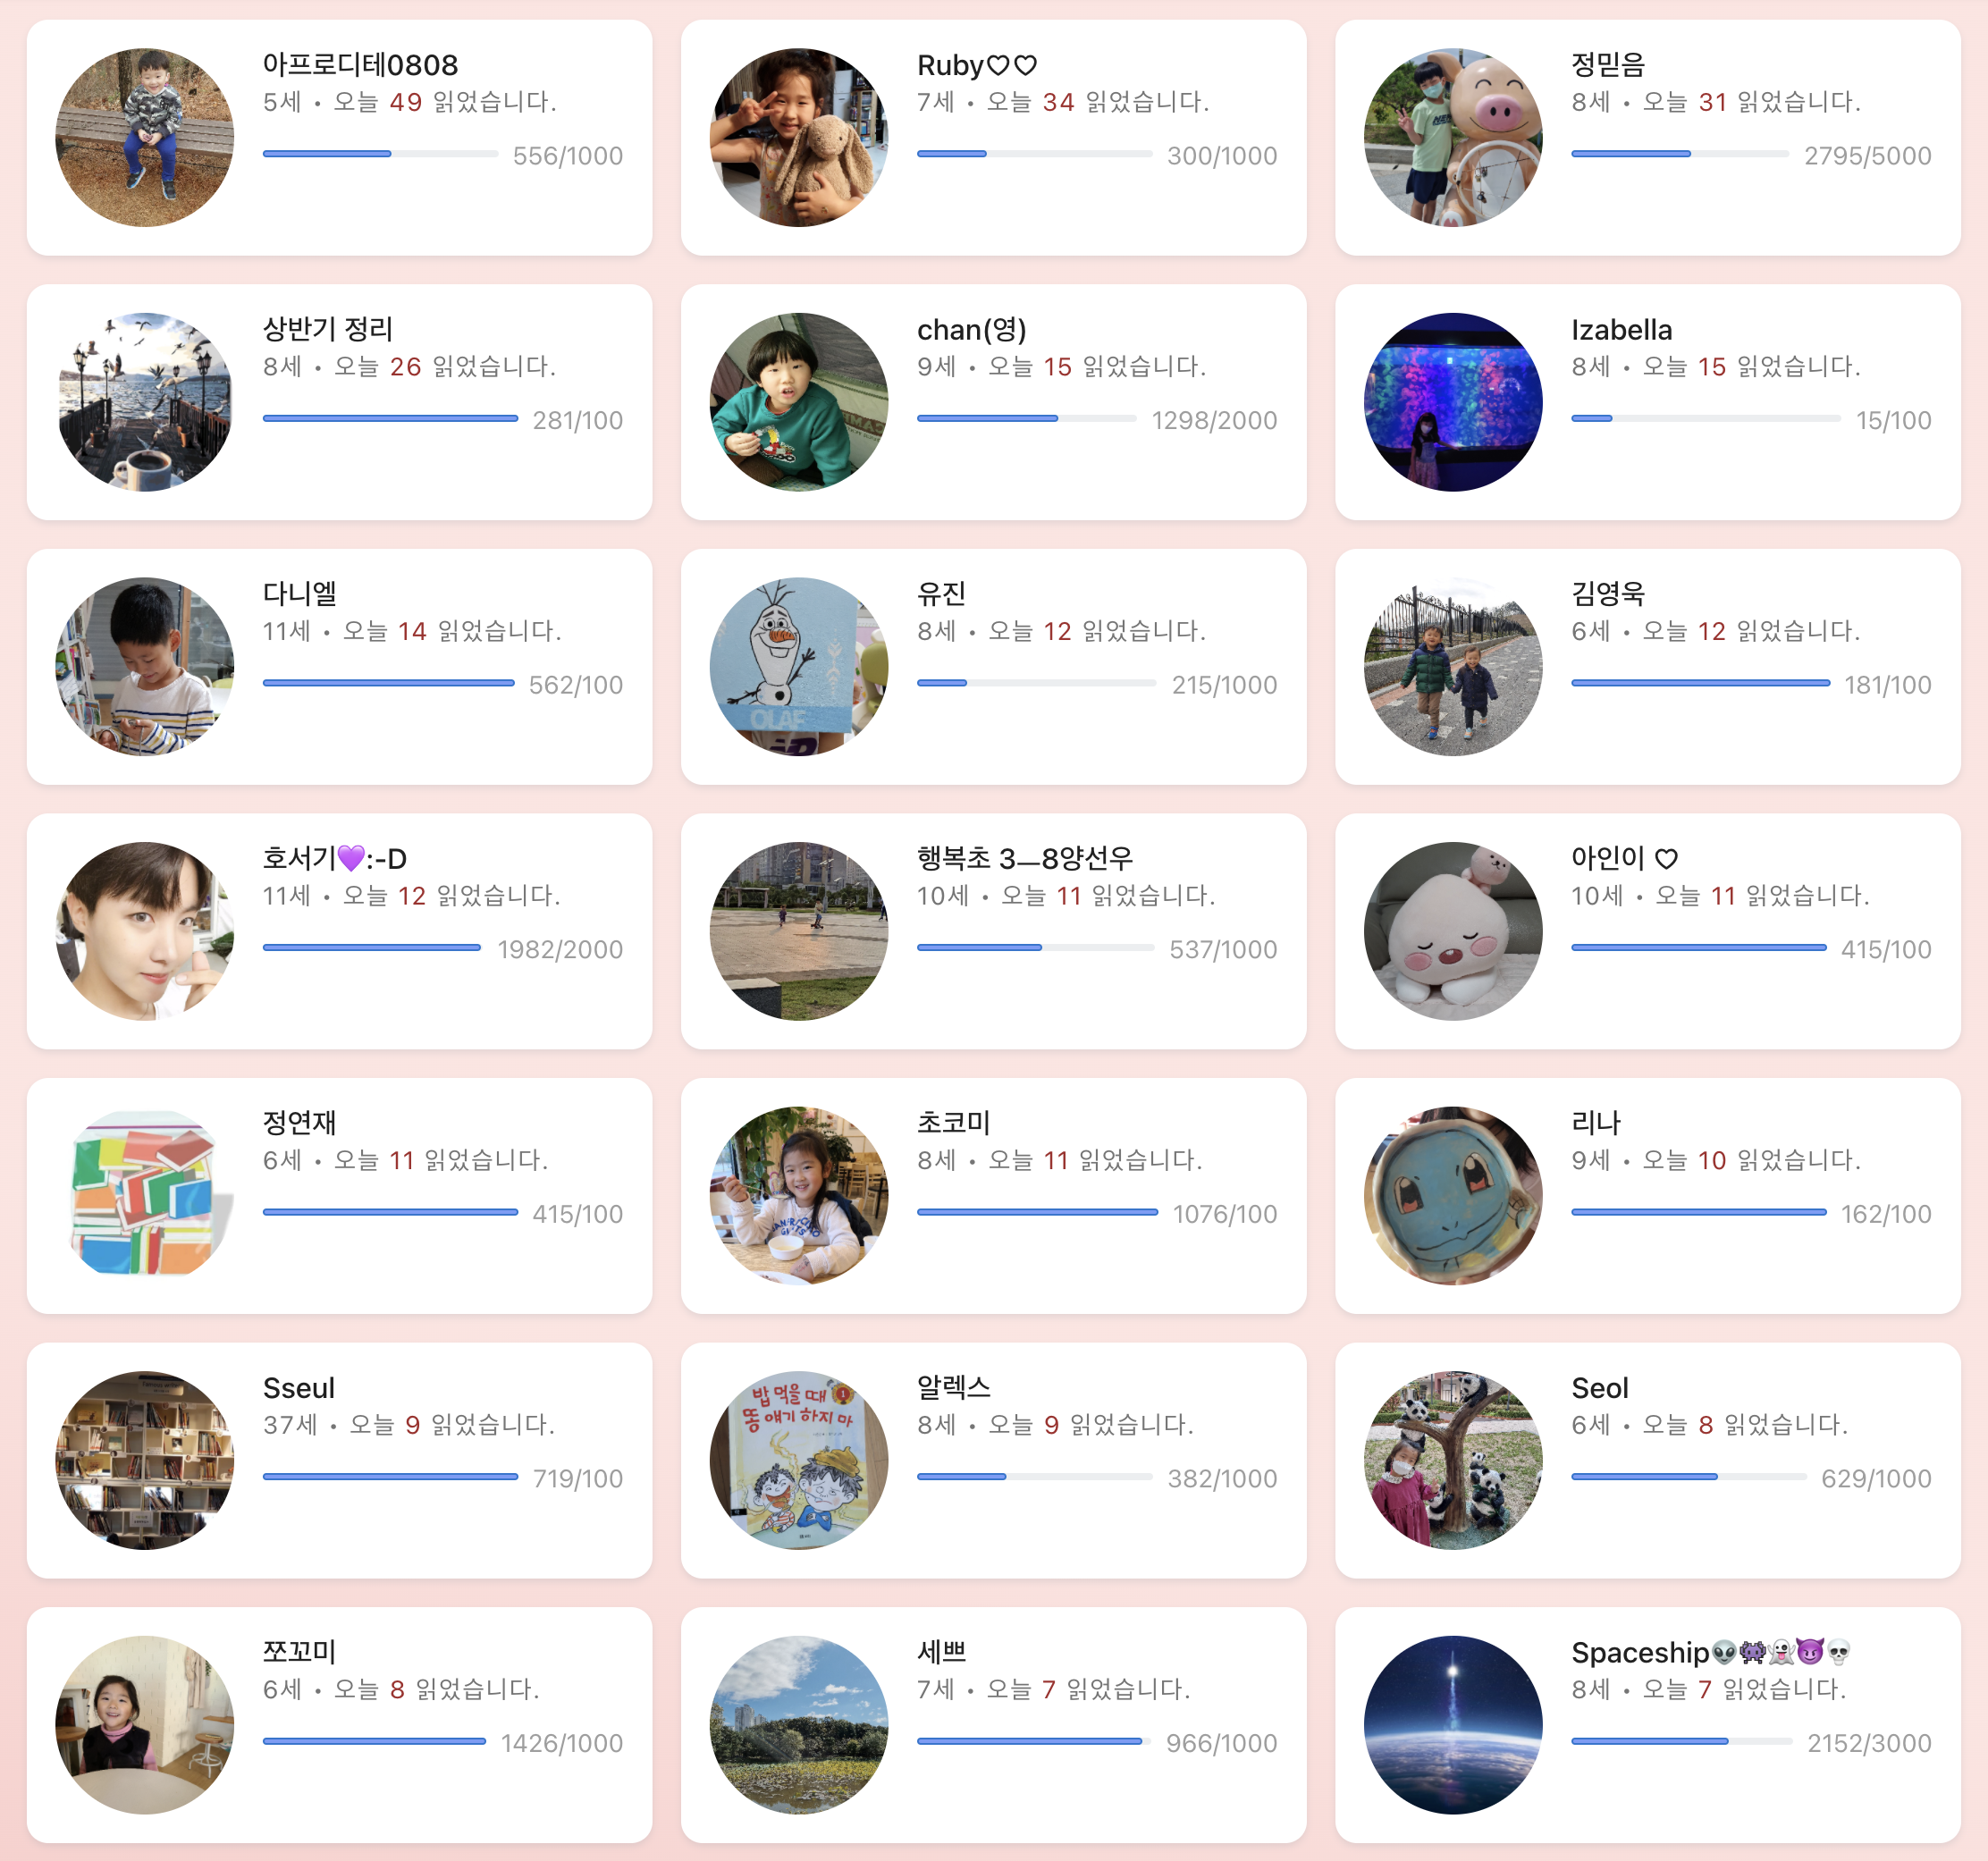 아프로디테0808
5세 • 오늘 49 읽었습니다.
556/1000
Ruby♡♡
7세 • 오늘 34 읽었습니다.
300/1000
정믿음
8세 • 오늘 31 읽었습니다.
2795/5000
상반기 정리
8세 • 오늘 26 읽었습니다.
281/100
chan(영)
9세 • 오늘 15 읽었습니다.
1298/2000
Izabella
8세 • 오늘 15 읽었습니다.
15/100
다니엘
11세 • 오늘 14 읽었습니다.
562/100
유진
8세 • 오늘 12 읽었습니다.
215/1000
OLAF
김영욱
6세 • 오늘 12 읽었습니다.
181/100
호서기💜:-D
11세 • 오늘 12 읽었습니다.
1982/2000
행복초 3ㅡ8양선우
10세 • 오늘 11 읽었습니다.
537/1000
아인이 ♡
10세 • 오늘 11 읽었습니다.
415/100
정연재
6세 • 오늘 11 읽었습니다.
415/100
초코미
8세 • 오늘 11 읽었습니다.
1076/100
리나
9세 • 오늘 10 읽었습니다.
162/100
Sseul
37세 • 오늘 9 읽었습니다.
719/100
알렉스
8세 • 오늘 9 읽었습니다.
382/1000
밥 먹을 때 1
똥 얘기 하지 마
Seol
6세 • 오늘 8 읽었습니다.
629/1000
쪼꼬미
6세 • 오늘 8 읽었습니다.
1426/1000
세쁘
7세 • 오늘 7 읽었습니다.
966/1000
Spaceship👽👾👻😈💀
8세 • 오늘 7 읽었습니다.
2152/3000